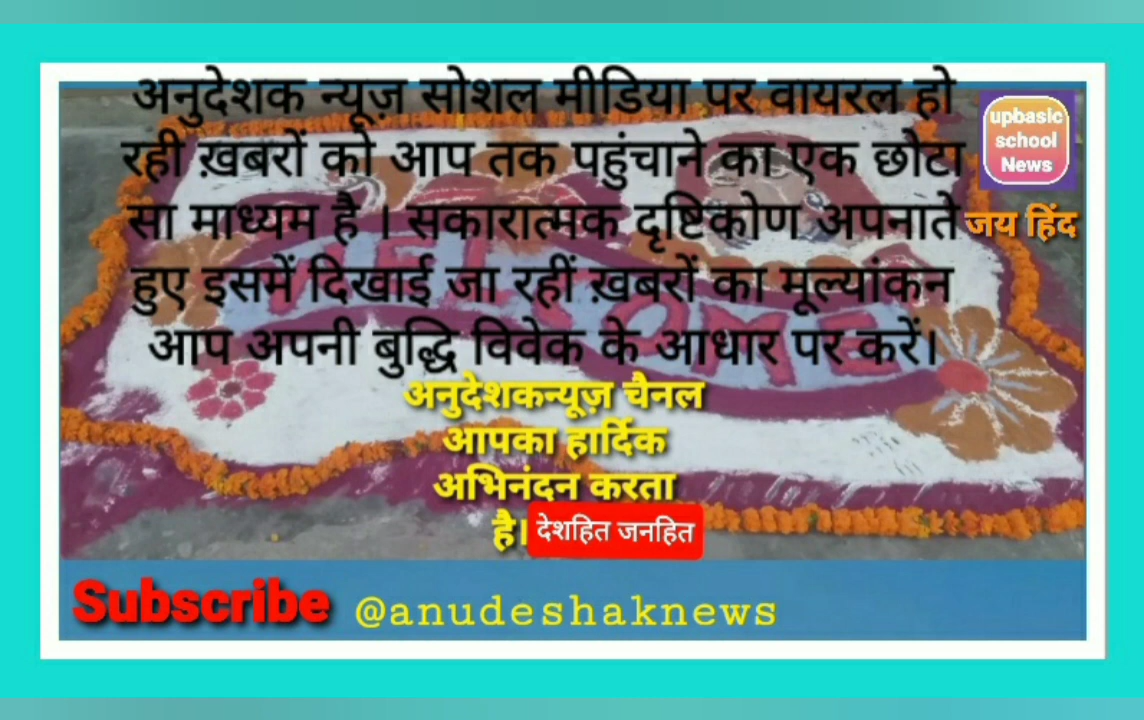 अनुदेशक न्यूज़ सोशल मीडिया पर वायरल हो
रही ख़बरों को आप तक पहुंचाने का एक छोटा
सा माध्यम है । सकारात्मक दृष्टिकोण अपनाते
हुए इसमें दिखाई जा रहीं ख़बरों का मूल्यांकन
आप अपनी बुद्धि विवेक के आधार पर करें।
upbasic
school
News
जय हिंद
WELCOME
अनुदेशकन्यूज़ चैनल
आपका हार्दिक
अभिनंदन करता
है।
देशहित जनहित
Subscribe @anudeshaknews